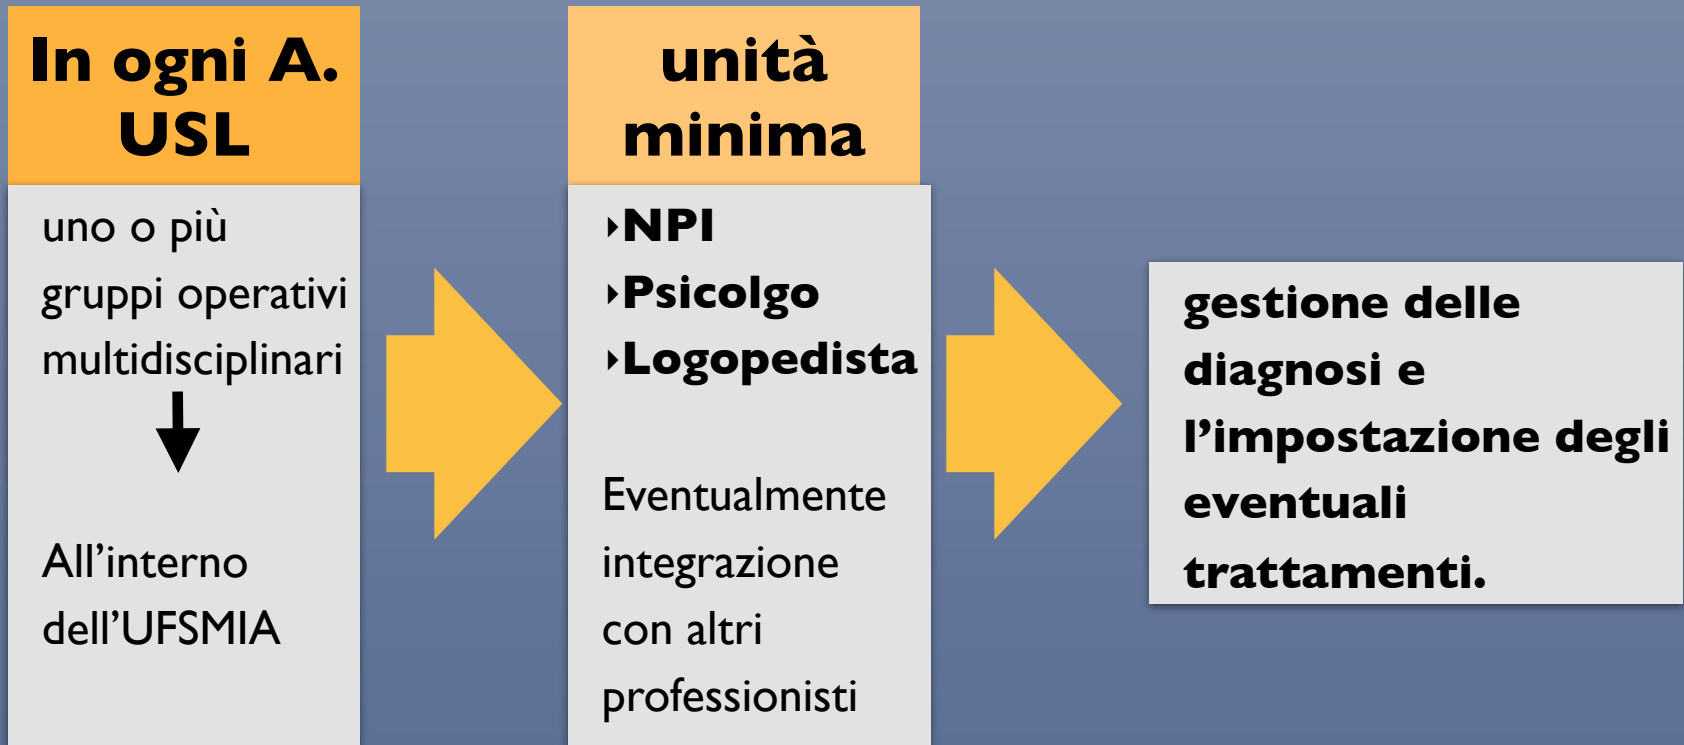 In ogni A.
USL
uno o più
gruppi operativi
multidisciplinari
All’interno
dell’UFSMIA
unità
minima
‣NPI
‣Psicolgo
‣Logopedista
Eventualmente
integrazione
con altri
professionisti
gestione delle
diagnosi e
l’impostazione degli
eventuali
trattamenti.